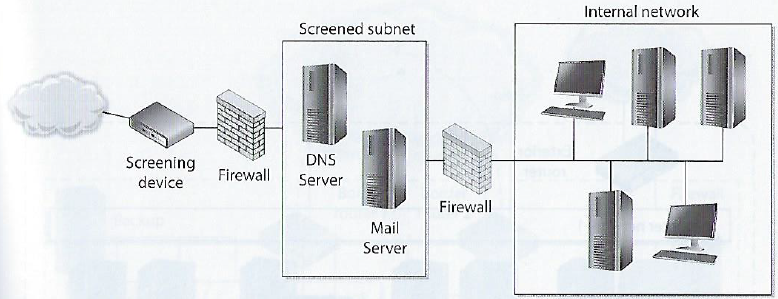 Internal network
Screened subnet
Screening
device
Firewall
DNS
Server
Mail
Server
Firewall